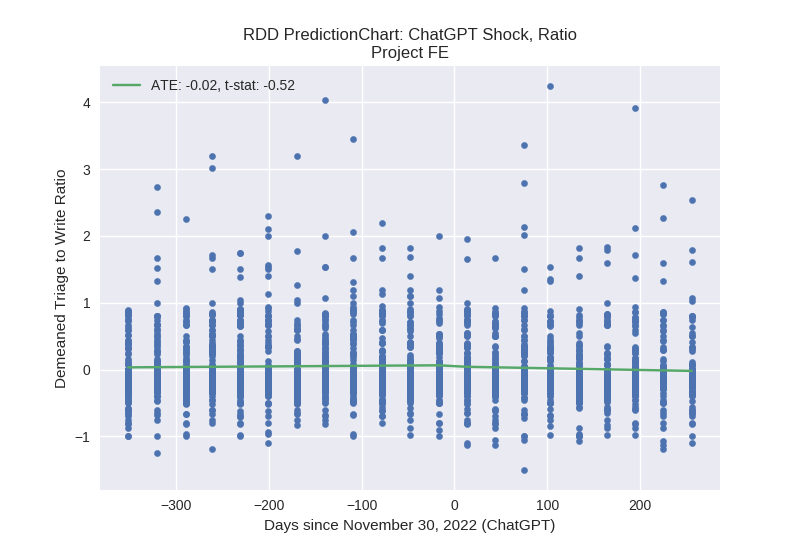 RDD PredictionChart: ChatGPT Shock, Ratio
Project FE
ATE: -0.02, t-stat: -0.52
Demeaned Triage to Write Ratio
4
3
2
1
0
−1
−300
−200
−100
0
100
200
Days since November 30, 2022 (ChatGPT)